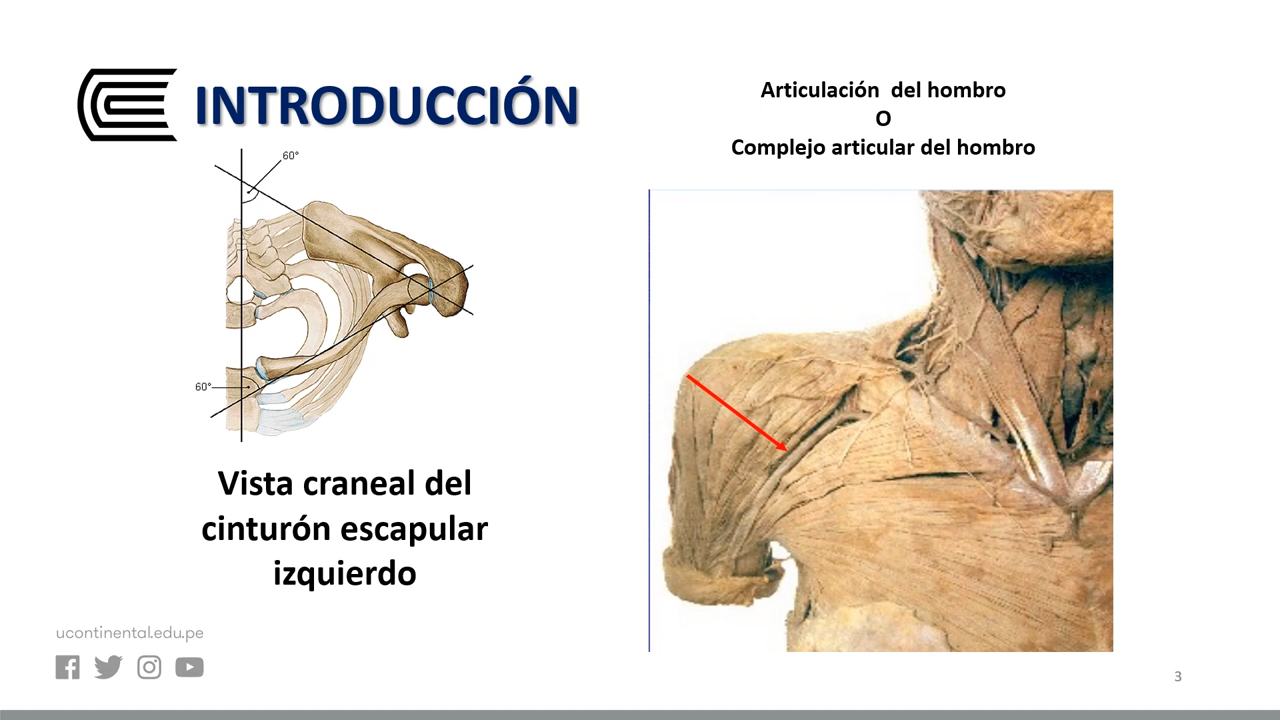 INTRODUCCIÓN
60°
60°
Vista craneal del
cinturón escapular
izquierdo
Articulación del hombro
O
Complejo articular del hombro
ucontinental.edu.pe
3